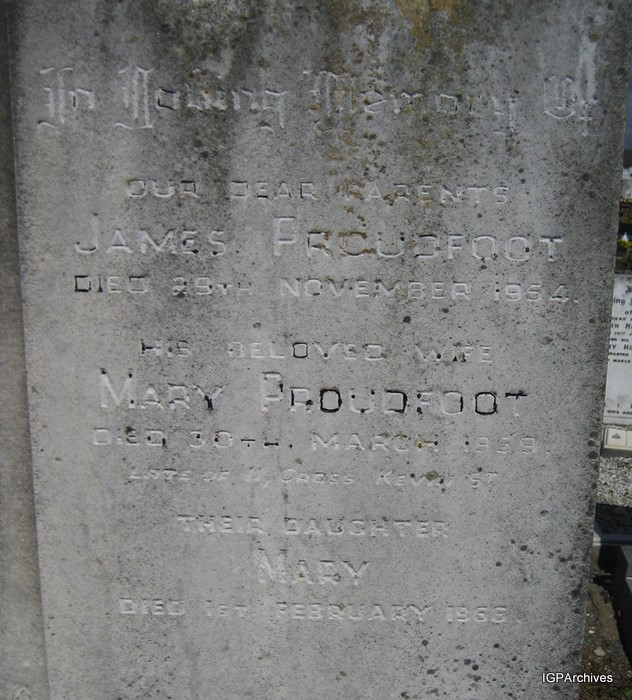 In Loving Memory Of
OUR DEAR PARENTS
JAMES PROUDFOOT
DIED 29TH NOVEMBER 1954.
HIS BELOVED WIFE
MARY PROUDFOOT
DIED 30TH. MARCH 1959.
LATE OF 11, CROSS KEVIN ST
THEIR DAUGHTER
MARY
DIED 1ST FEBRUARY 1966.
IGPArchives